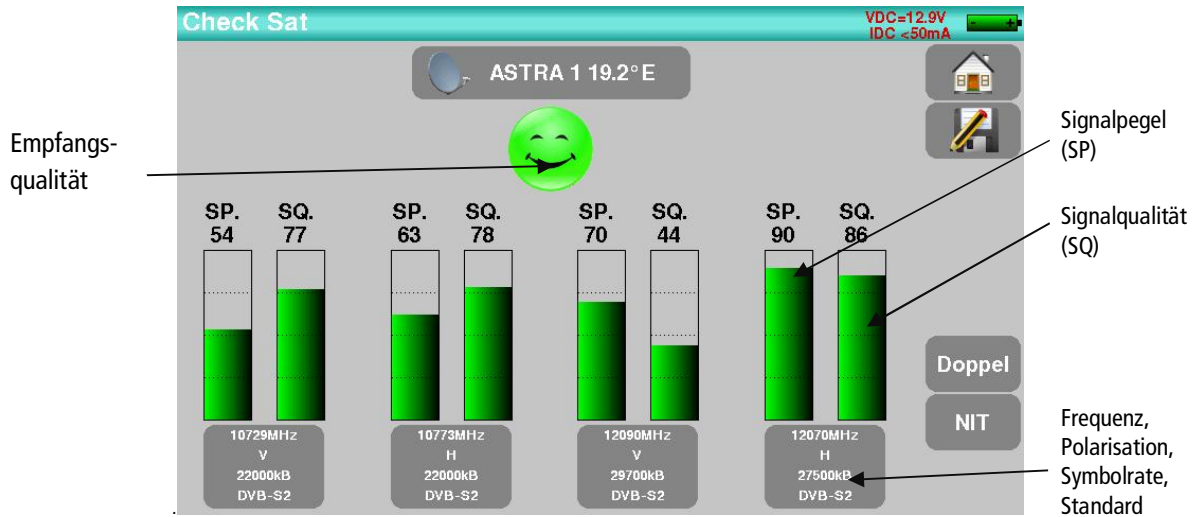 Check Sat
VDC=12.9V
IDC <50mA
- +
ASTRA 1 19.2° E
Empfangs-
qualität
Signalpegel
(SP)
SP. SQ. SP. SQ. SP. SQ. SP. SQ.
54 77 63 78 70 44 90 86
Signalqualität
(SQ)
Doppel
NIT
10729MHz
V
22000kB
DVB-S2
10773MHz
H
22000kB
DVB-S2
12090MHz
V
29700kB
DVB-S2
12070MHz
H
27500kB
DVB-S2
Frequenz,
Polarisation,
Symbolrate,
Standard